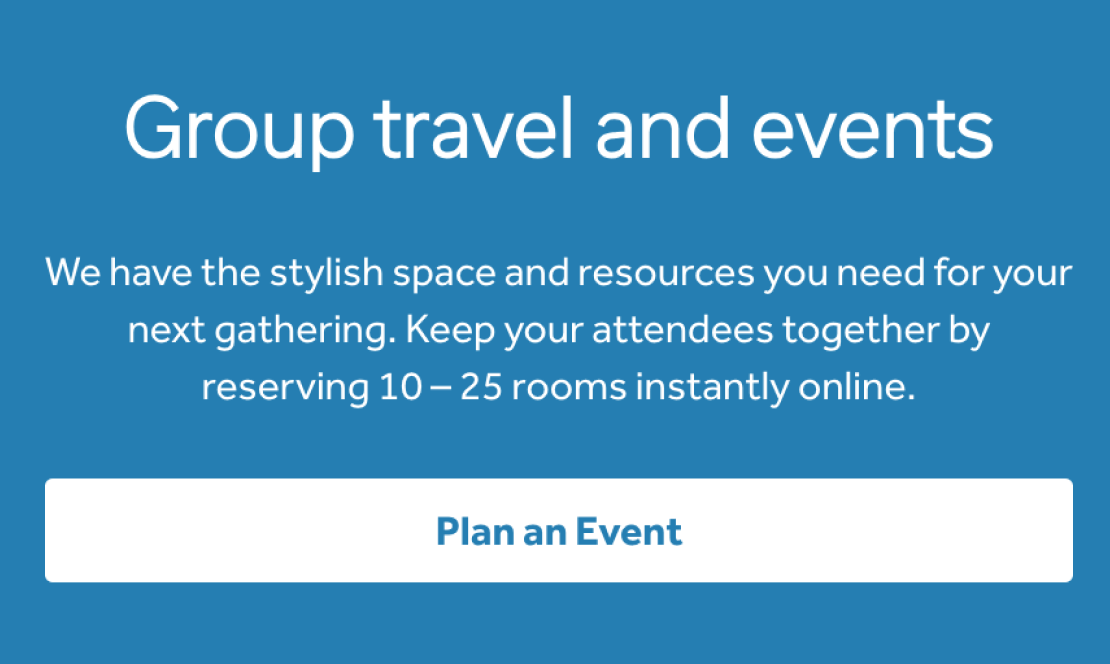 Group travel and events
We have the stylish space and resources you need for your
next gathering. Keep your attendees together by
reserving 10 – 25 rooms instantly online.
Plan an Event